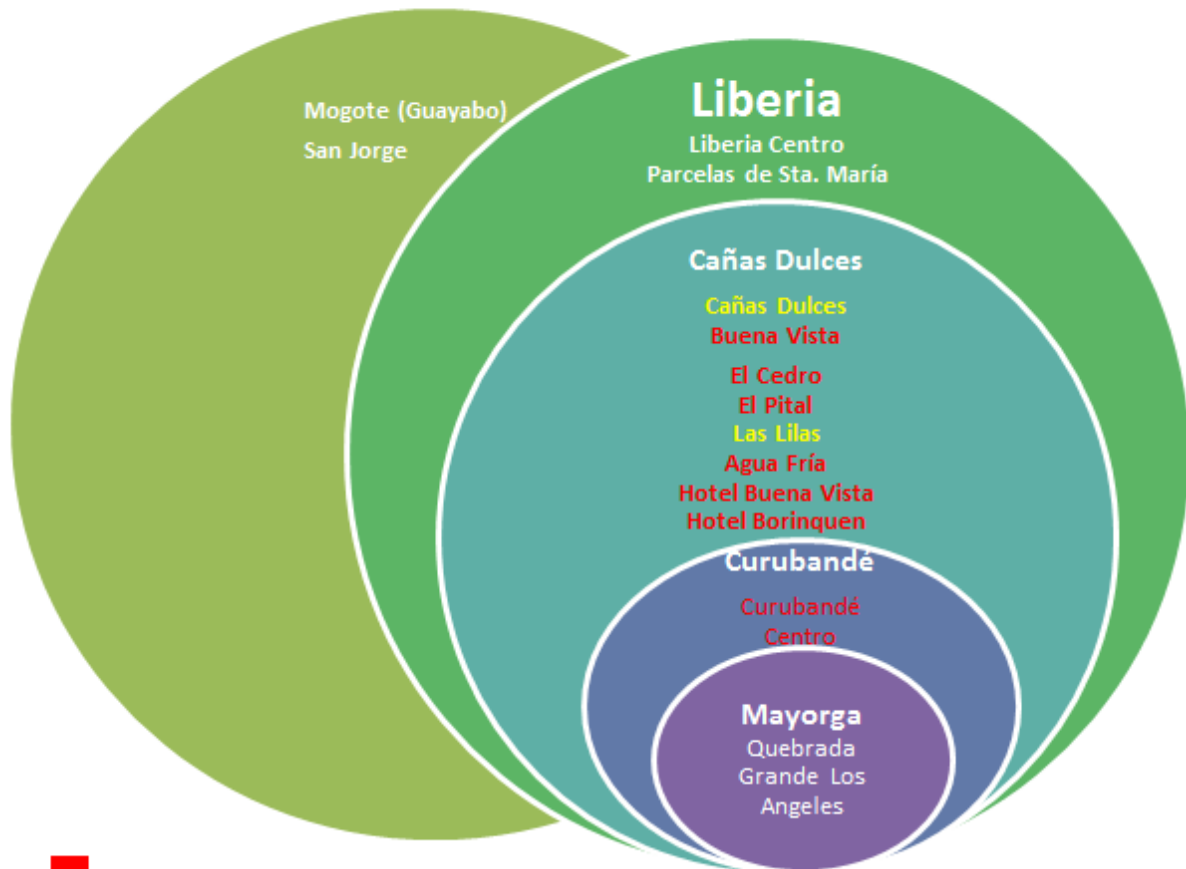 Mogote (Guayabo)
San Jorge
Liberia
Liberia Centro
Parcelas de Sta. María
Cañas Dulces
Cañas Dulces
Buena Vista
El Cedro
El Pital
Las Lilas
Agua Fría
Hotel Buena Vista
Hotel Borinquen
Curubandé
Curubandé
Centro
Mayorga
Quebrada
Grande Los
Angeles